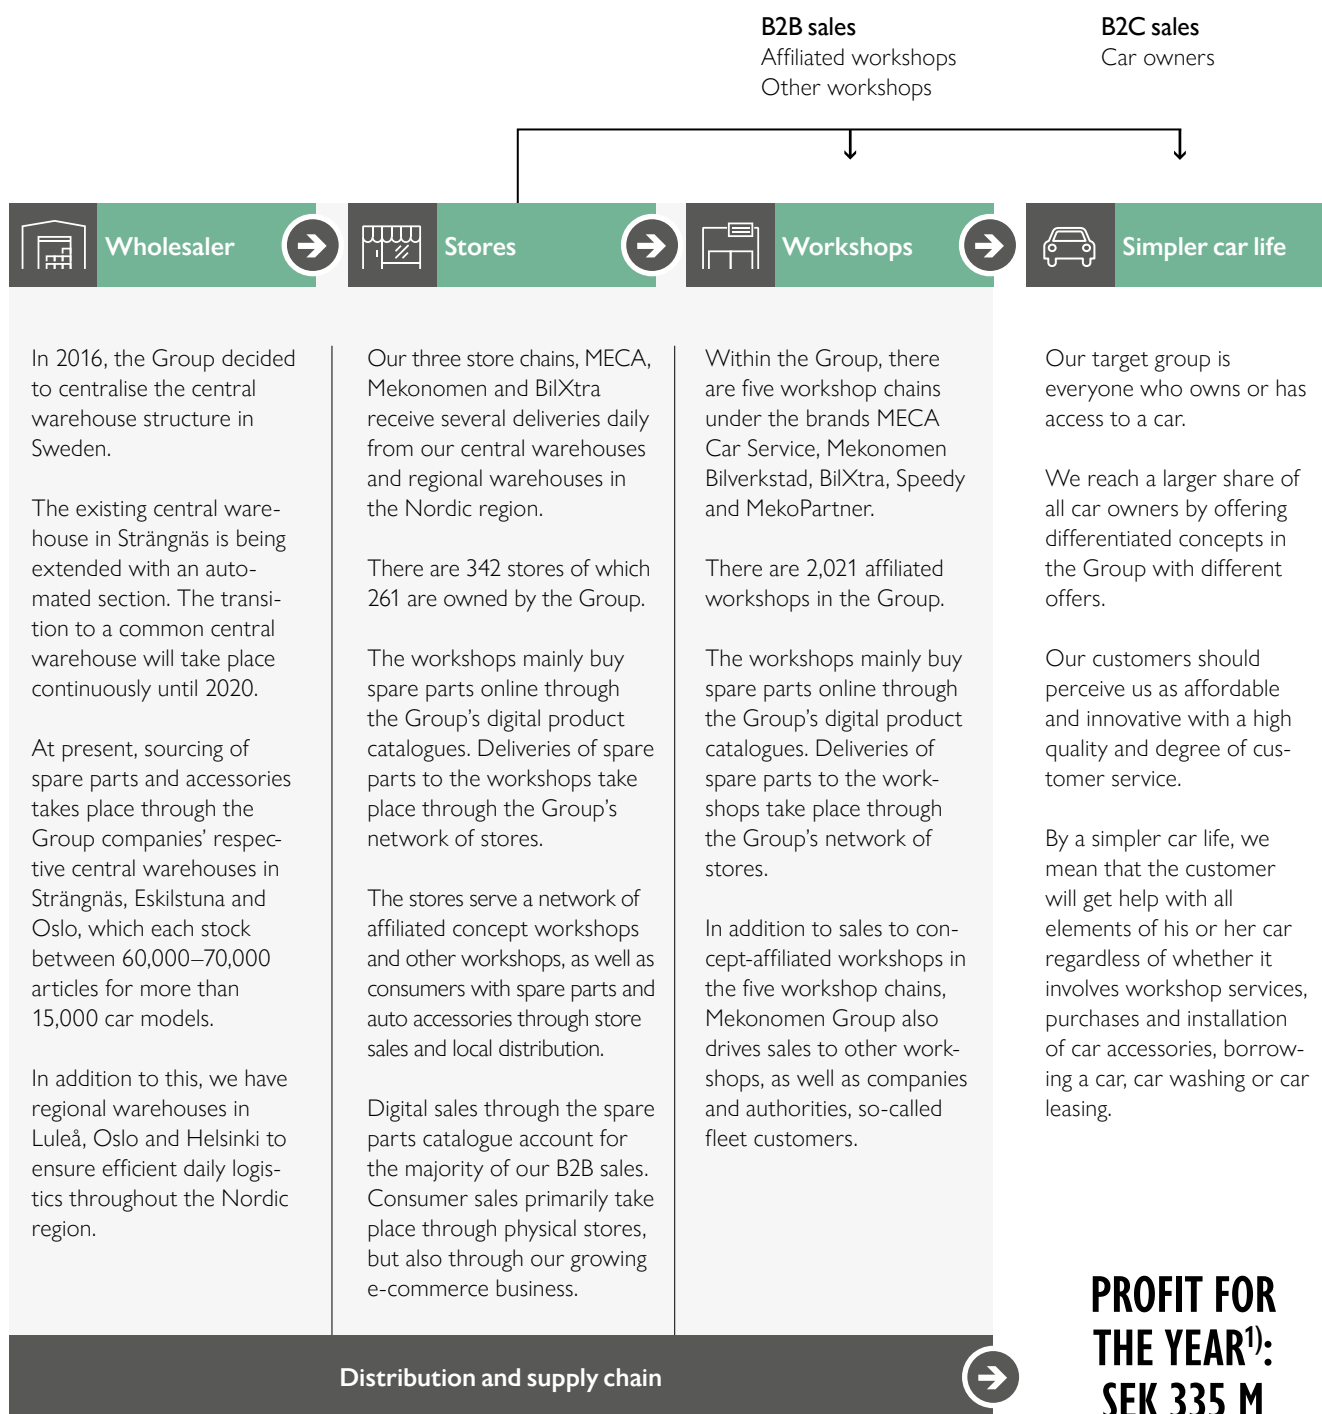 B2B sales
Affiliated workshops
Other workshops
B2C sales
Car owners
Wholesaler
In 2016, the Group decided
to centralise the central
warehouse structure in
Sweden.
The existing central ware-
house in Strängnäs is being
extended with an auto-
mated section. The transi-
tion to a common central
warehouse will take place
continuously until 2020.
At present, sourcing of
spare parts and accessories
takes place through the
Group companies’ respec-
tive central warehouses in
Strängnäs, Eskilstuna and
Oslo, which each stock
between 60,000–70,000
articles for more than
15,000 car models.
In addition to this, we have
regional warehouses in
Luleå, Oslo and Helsinki to
ensure efficient daily logis-
tics throughout the Nordic
region.
Stores
Our three store chains, MECA,
Mekonomen and BilXtra
receive several deliveries daily
from our central warehouses
and regional warehouses in
the Nordic region.
There are 342 stores of which
261 are owned by the Group.
The workshops mainly buy
spare parts online through
the Group’s digital product
catalogues. Deliveries of spare
parts to the workshops take
place through the Group’s
network of stores.
The stores serve a network of
affiliated concept workshops
and other workshops, as well as
consumers with spare parts and
auto accessories through store
sales and local distribution.
Digital sales through the spare
parts catalogue account for
the majority of our B2B sales.
Consumer sales primarily take
place through physical stores,
but also through our growing
e-commerce business.
Workshops
Within the Group, there
are five workshop chains
under the brands MECA
Car Service, Mekonomen
Bilverkstad, BilXtra, Speedy
and MekoPartner.
There are 2,021 affiliated
workshops in the Group.
The workshops mainly buy
spare parts online through
the Group’s digital product
catalogues. Deliveries of
spare parts to the work-
shops take place through
the Group’s network of
stores.
In addition to sales to con-
cept-affiliated workshops in
the five workshop chains,
Mekonomen Group also
drives sales to other work-
shops, as well as companies
and authorities, so-called
fleet customers.
Simpler car life
Our target group is
everyone who owns or has
access to a car.
We reach a larger share of
all car owners by offering
differentiated concepts in
the Group with different
offers.
Our customers should
perceive us as affordable
and innovative with a high
quality and degree of cus-
tomer service.
By a simpler car life, we
mean that the customer
will get help with all
elements of his or her car
regardless of whether it
involves workshop services,
purchases and installation
of car accessories, borrow-
ing a car, car washing or car
leasing.
Distribution and supply chain
PROFIT FOR
THE YEAR1):
SEK 335 M